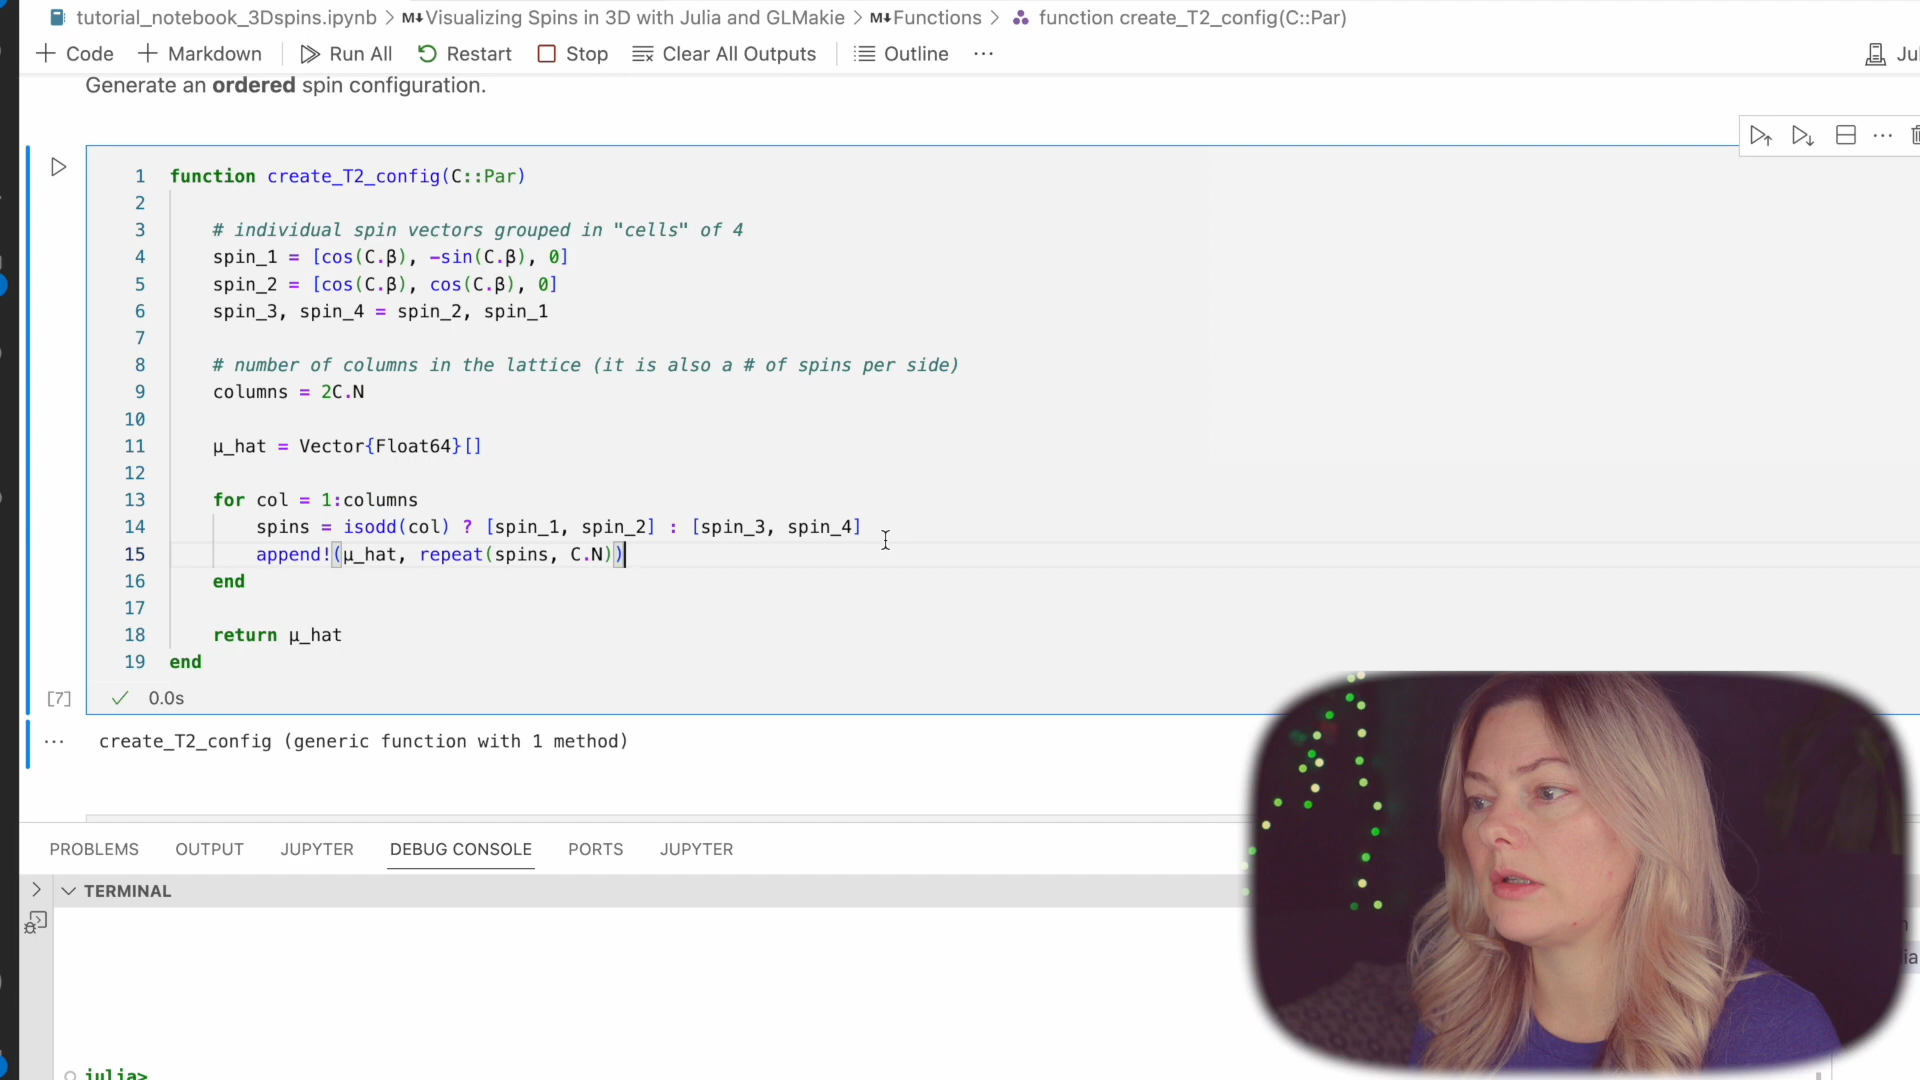 tutorial_notebook_3Dspins.ipynb > M↓Visualizing Spins in 3D with Julia and GLMakie > M↓Functions > function create_T2_config(C::Par)
+ Code + Markdown Run All Restart Stop Clear All Outputs Outline ...
Generate an ordered spin configuration.
1 function create_T2_config(C::Par)
2
3 # individual spin vectors grouped in "cells" of 4
4 spin_1 = [cos(C.β), -sin(C.β), 0]
5 spin_2 = [cos(C.β), cos(C.β), 0]
6 spin_3, spin_4 = spin_2, spin_1
7
8 # number of columns in the lattice (it is also a # of spins per side)
9 columns = 2C.N
10
11 μ_hat = Vector{Float64}[]
12
13 for col = 1:columns
14 spins = isodd(col) ? [spin_1, spin_2] : [spin_3, spin_4]
15 append!(μ_hat, repeat(spins, C.N))
16 end
17
18 return μ_hat
19 end
[7] ✓ 0.0s
... create_T2_config (generic function with 1 method)
PROBLEMS OUTPUT JUPYTER DEBUG CONSOLE PORTS JUPYTER
TERMINAL
julia>